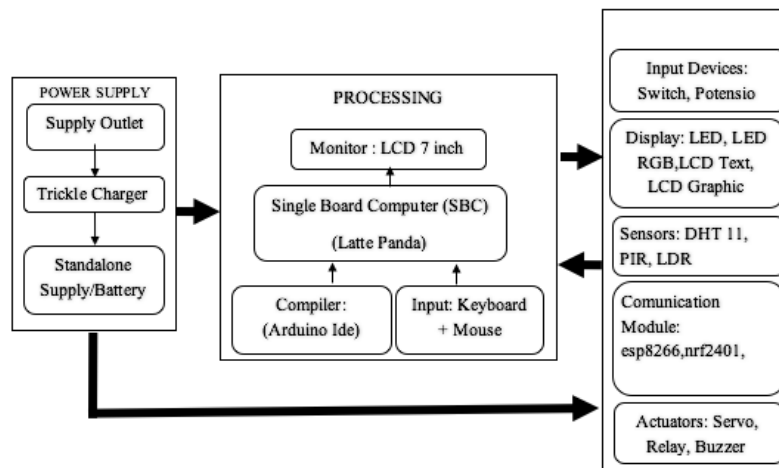 POWER SUPPLY
Supply Outlet
Trickle Charger
Standalone
Supply/Battery
PROCESSING
Monitor : LCD 7 inch
Single Board Computer (SBC)
(Latte Panda)
Compiler:
(Arduino Ide)
Input: Keyboard
+ Mouse
Input Devices:
Switch, Potensio
Display: LED, LED
RGB,LCD Text,
LCD Graphic
Sensors: DHT 11,
PIR, LDR
Comunication
Module:
esp8266,nrf2401,
Actuators: Servo,
Relay, Buzzer